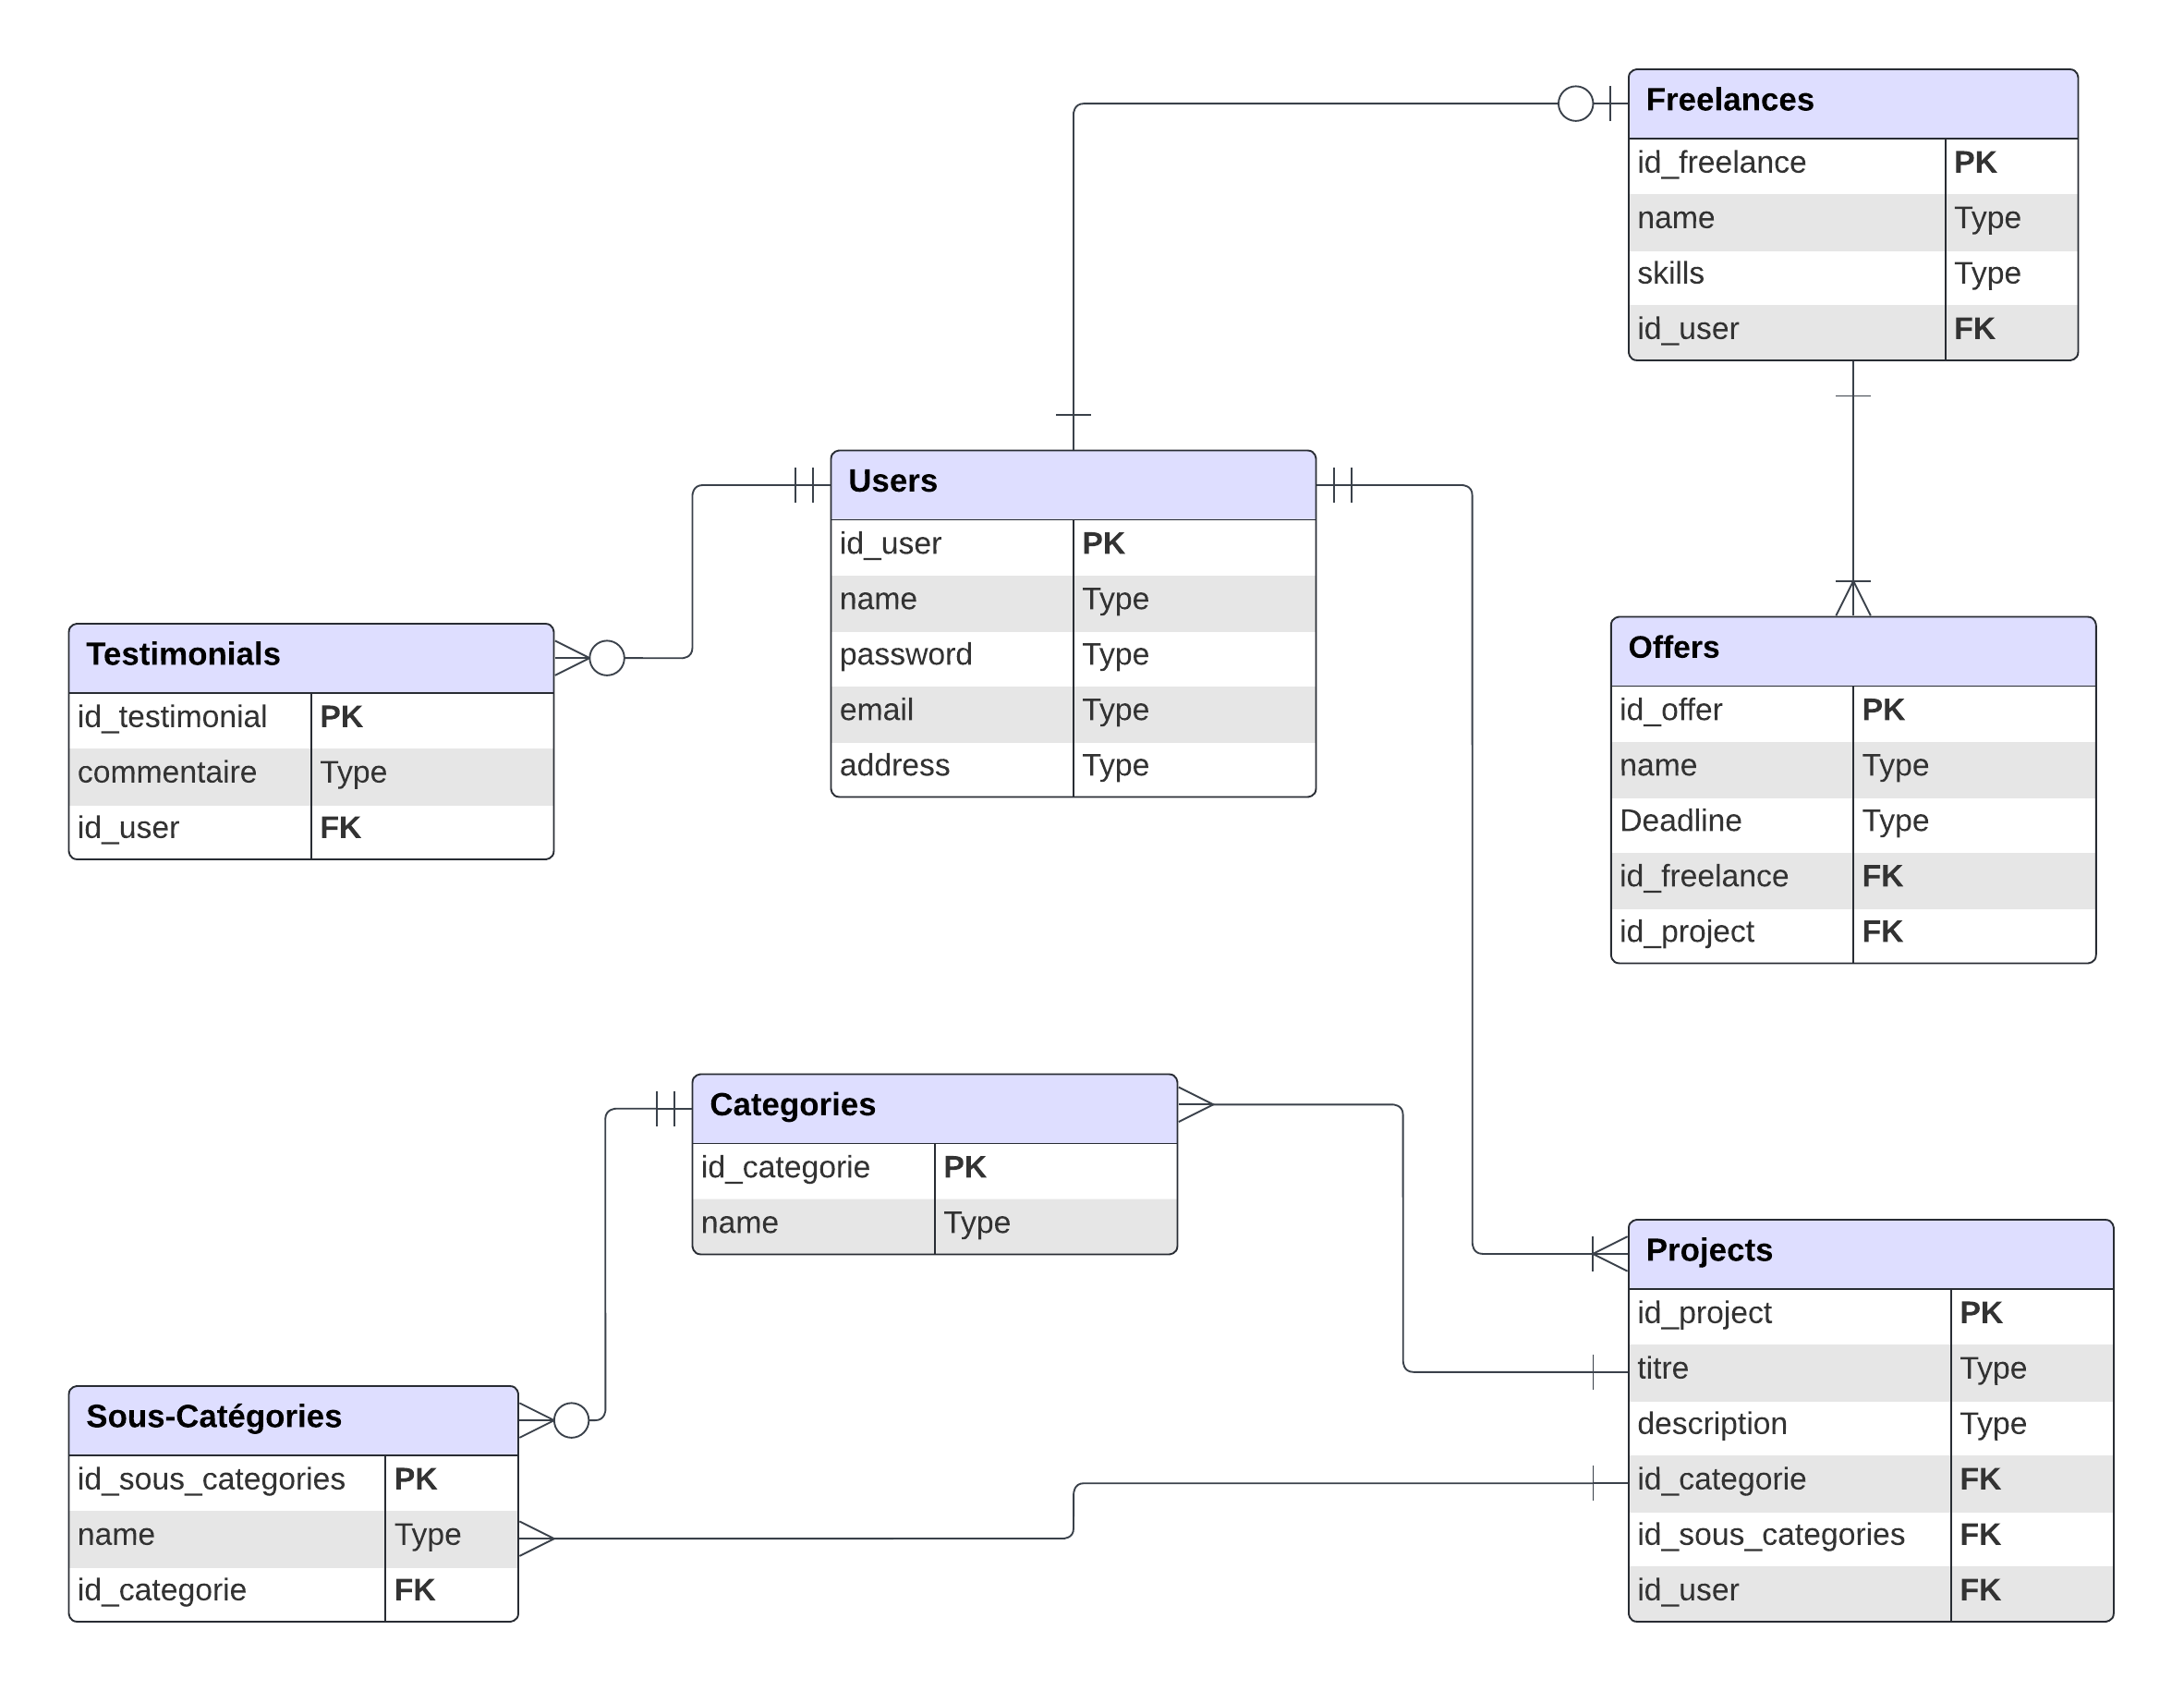 Freelances
id_freelance PK
name Type
skills Type
id_user FK
Users
id_user PK
name Type
password Type
email Type
address Type
Testimonials
id_testimonial PK
commentaire Type
id_user FK
Offers
id_offer PK
name Type
Deadline Type
id_freelance FK
id_project FK
Categories
id_categorie PK
name Type
Projects
id_project PK
titre Type
description Type
id_categorie FK
id_sous_categories FK
id_user FK
Sous-Catégories
id_sous_categories PK
name Type
id_categorie FK